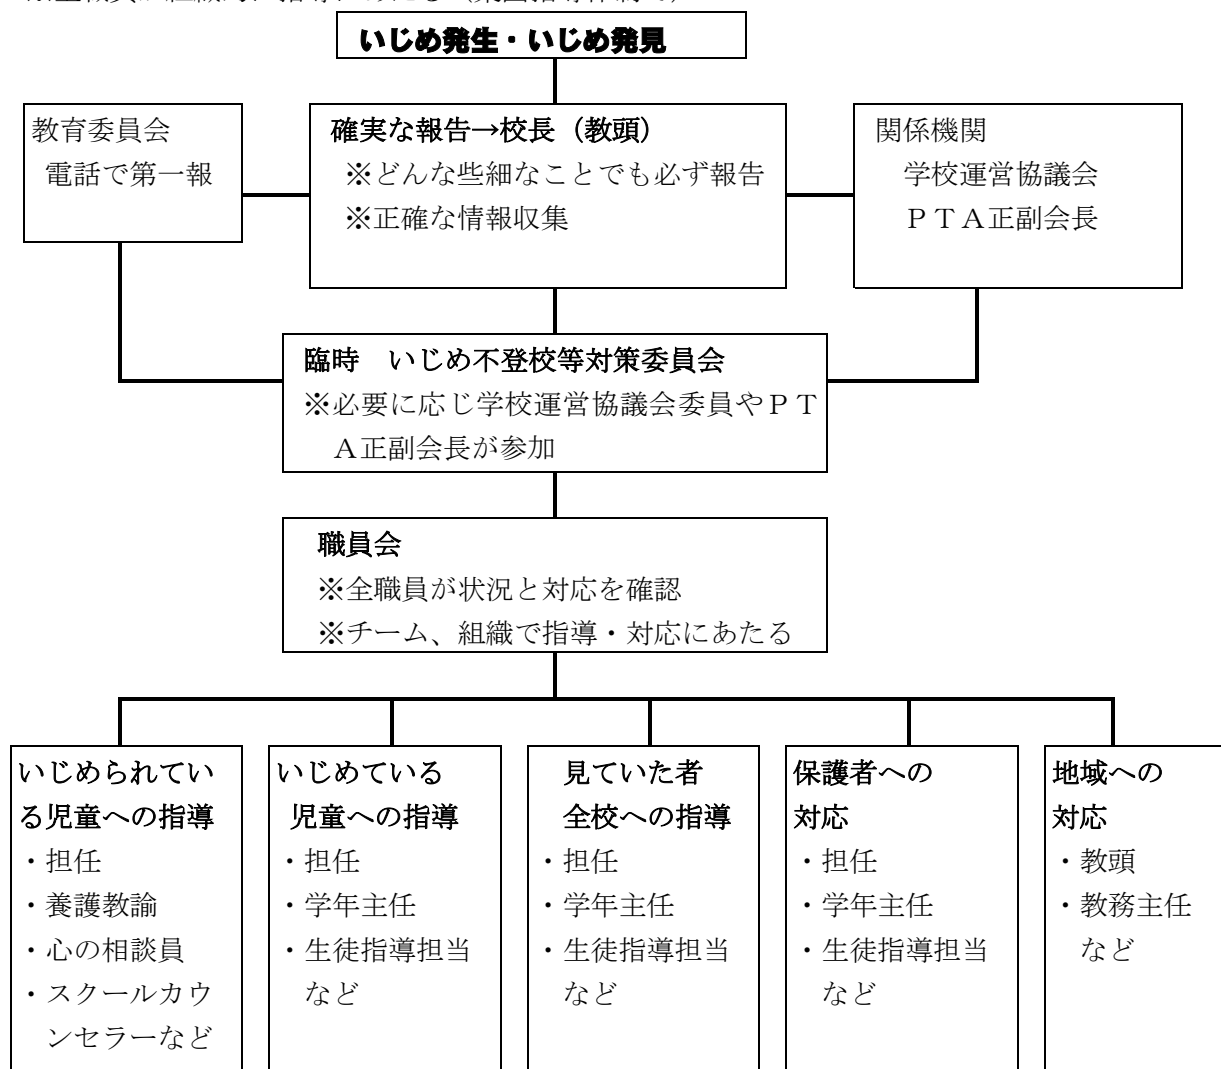 いじめ発生・いじめ発見
教育委員会
電話で第一報
確実な報告→校長（教頭）
※どんな些細なことでも必ず報告
※正確な情報収集
関係機関
学校運営協議会
ＰＴＡ正副会長
臨時　いじめ不登校等対策委員会
※必要に応じ学校運営協議会委員やＰＴ
Ａ正副会長が参加
職員会
※全職員が状況と対応を確認
※チーム、組織で指導・対応にあたる
いじめられてい
る児童への指導
・担任
・養護教諭
・心の相談員
・スクールカウ
ンセラーなど
いじめている
児童への指導
・担任
・学年主任
・生徒指導担当
など
見ていた者
全校への指導
・担任
・学年主任
・生徒指導担当
など
保護者への
対応
・担任
・学年主任
・生徒指導担当
など
地域への
対応
・教頭
・教務主任
など